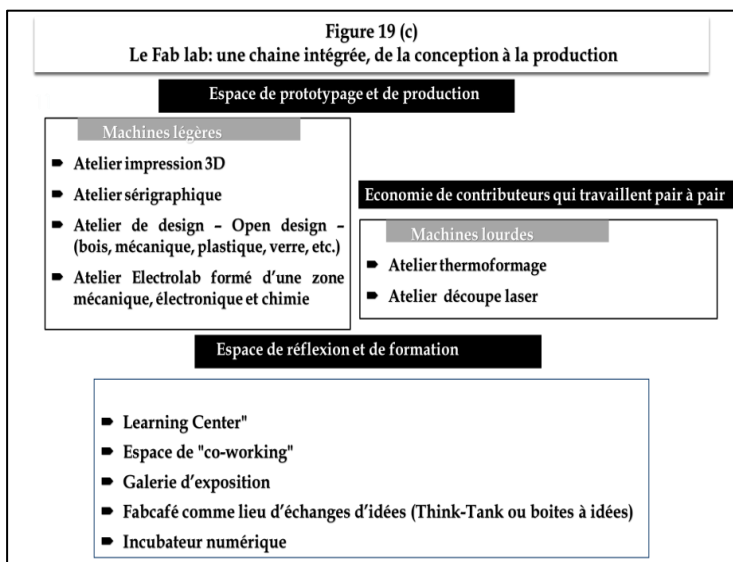 Figure 19 (c)
Le Fab lab: une chaine intégrée, de la conception à la production
Espace de prototypage et de production
Machines légères
Atelier impression 3D
Atelier sérigraphique
Atelier de design – Open design –
(bois, mécanique, plastique, verre, etc.)
Atelier Electrolab formé d’une zone
mécanique, électronique et chimie
Economie de contributeurs qui travaillent pair à pair
Machines lourdes
Atelier thermoformage
Atelier découpe laser
Espace de réflexion et de formation
Learning Center"
Espace de "co-working"
Galerie d’exposition
Fabcafé comme lieu d’échanges d’idées (Think-Tank ou boites à idées)
Incubateur numérique